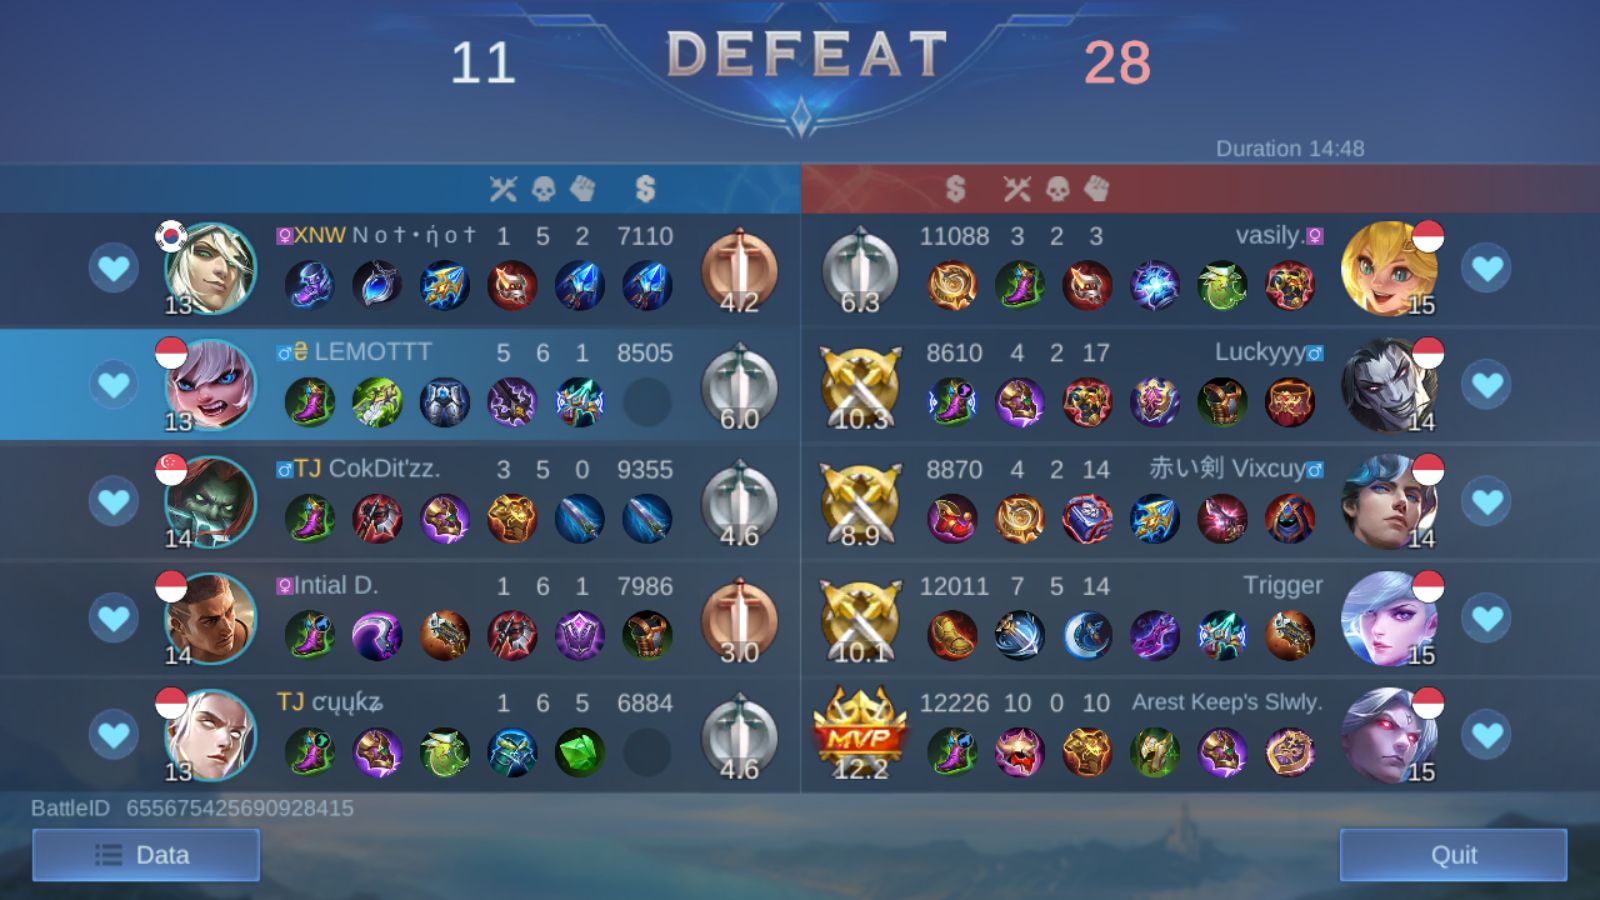 11 DEFEAT 28
Duration 14:48
XNW N o † • ή o † 1 5 2 7110
13 4.2
6.3 11088 3 2 3 vasily.
15
LEMOTTT 5 6 1 8505
13 6.0
10.3 8610 4 2 17 Luckyyy
14
TJ CokDit'zz. 3 5 0 9355
14 4.6
8.9 8870 4 2 14 赤い剣 Vixcuy
14
Intial D. 1 6 1 7986
14 3.0
10.1 12011 7 5 14 Trigger
15
TJ 1 6 5 6884
13 4.6
MVP 12.2 12226 10 0 10 Arest Keep's Slwly.
15
BattleID 655675425690928415
Data Quit